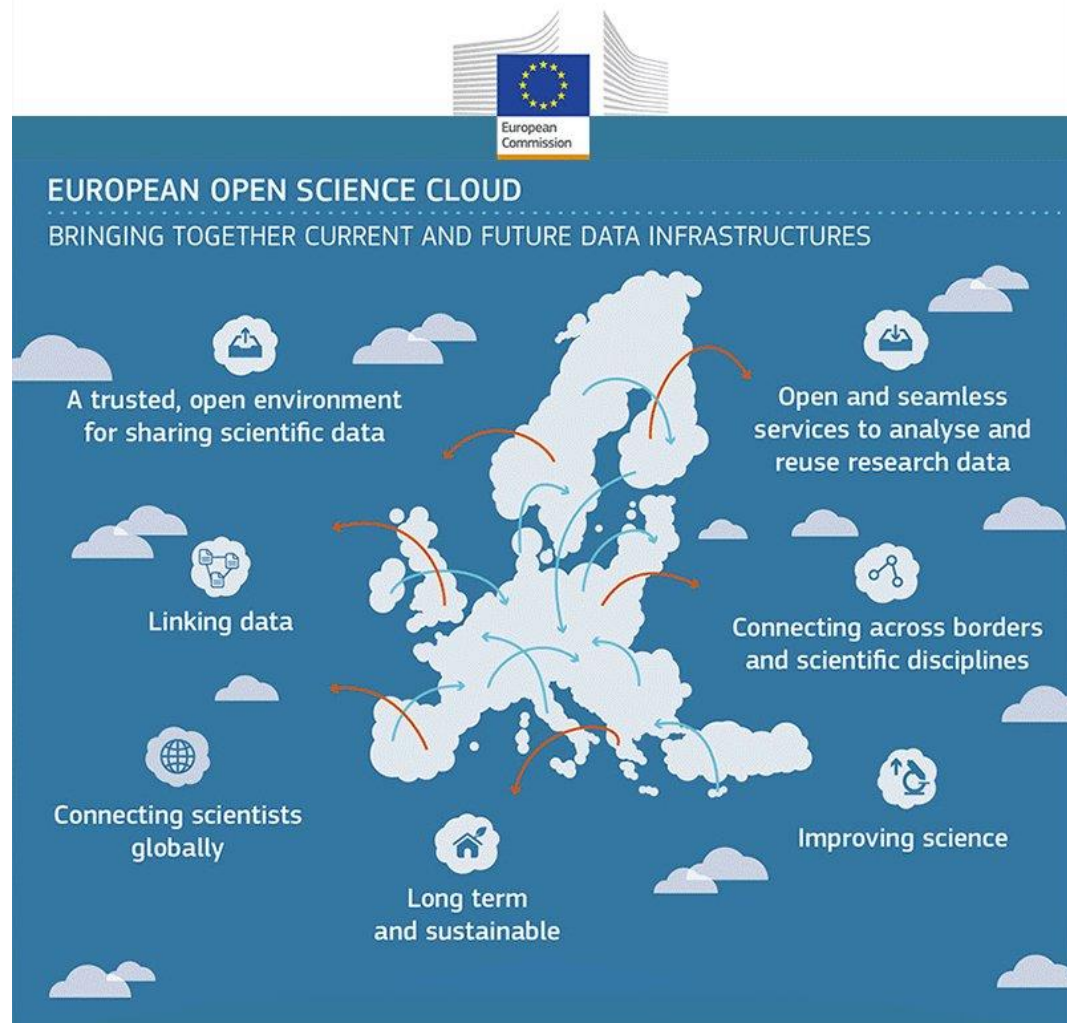 European
Commission
EUROPEAN OPEN SCIENCE CLOUD
BRINGING TOGETHER CURRENT AND FUTURE DATA INFRASTRUCTURES
A trusted, open environment
for sharing scientific data
Open and seamless
services to analyse and
reuse research data
Linking data
Connecting across borders
and scientific disciplines
Connecting scientists
globally
Improving science
Long term
and sustainable